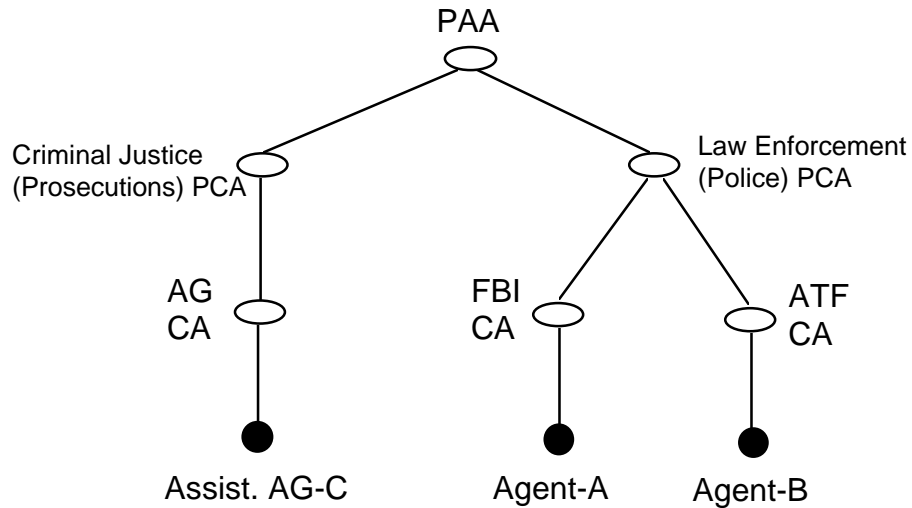 PAA
Criminal Justice
(Prosecutions) PCA
Law Enforcement
(Police) PCA
AG
CA
FBI
CA
ATF
CA
Assist. AG-C
Agent-A
Agent-B